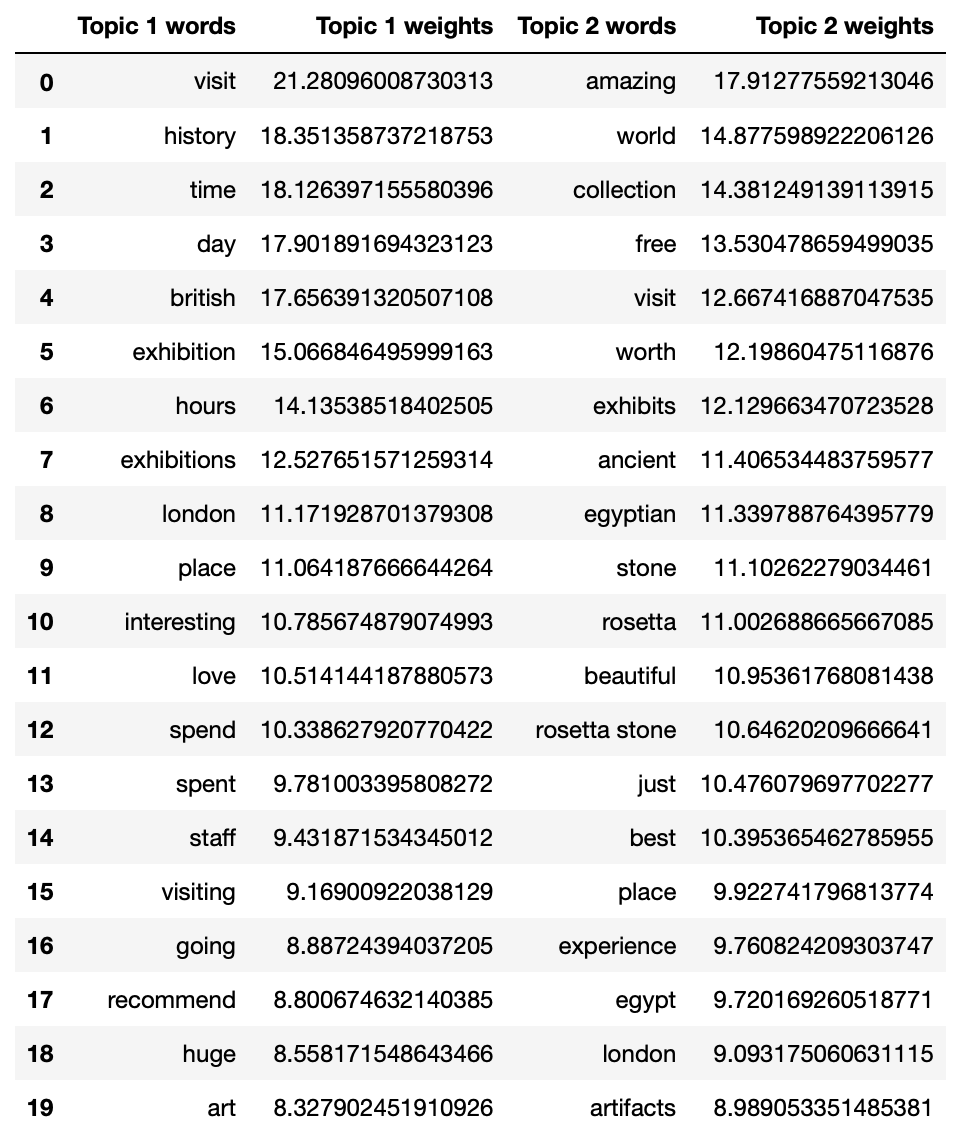 Topic 1 words Topic 1 weights Topic 2 words Topic 2 weights
0 visit 21.28096008730313 amazing 17.91277559213046
1 history 18.351358737218753 world 14.877598922206126
2 time 18.126397155580396 collection 14.381249139113915
3 day 17.901891694323123 free 13.530478659499035
4 british 17.656391320507108 visit 12.667416887047535
5 exhibition 15.066846495999163 worth 12.19860475116876
6 hours 14.13538518402505 exhibits 12.129663470723528
7 exhibitions 12.527651571259314 ancient 11.406534483759577
8 london 11.171928701379308 egyptian 11.339788764395779
9 place 11.064187666644264 stone 11.10262279034461
10 interesting 10.785674879074993 rosetta 11.002688665667085
11 love 10.514144187880573 beautiful 10.95361768081438
12 spend 10.338627920770422 rosetta stone 10.64620209666641
13 spent 9.781003395808272 just 10.476079697702277
14 staff 9.431871534345012 best 10.395365462785955
15 visiting 9.16900922038129 place 9.922741796813774
16 going 8.88724394037205 experience 9.760824209303747
17 recommend 8.800674632140385 egypt 9.720169260518771
18 huge 8.558171548643466 london 9.093175060631115
19 art 8.327902451910926 artifacts 8.989053351485381